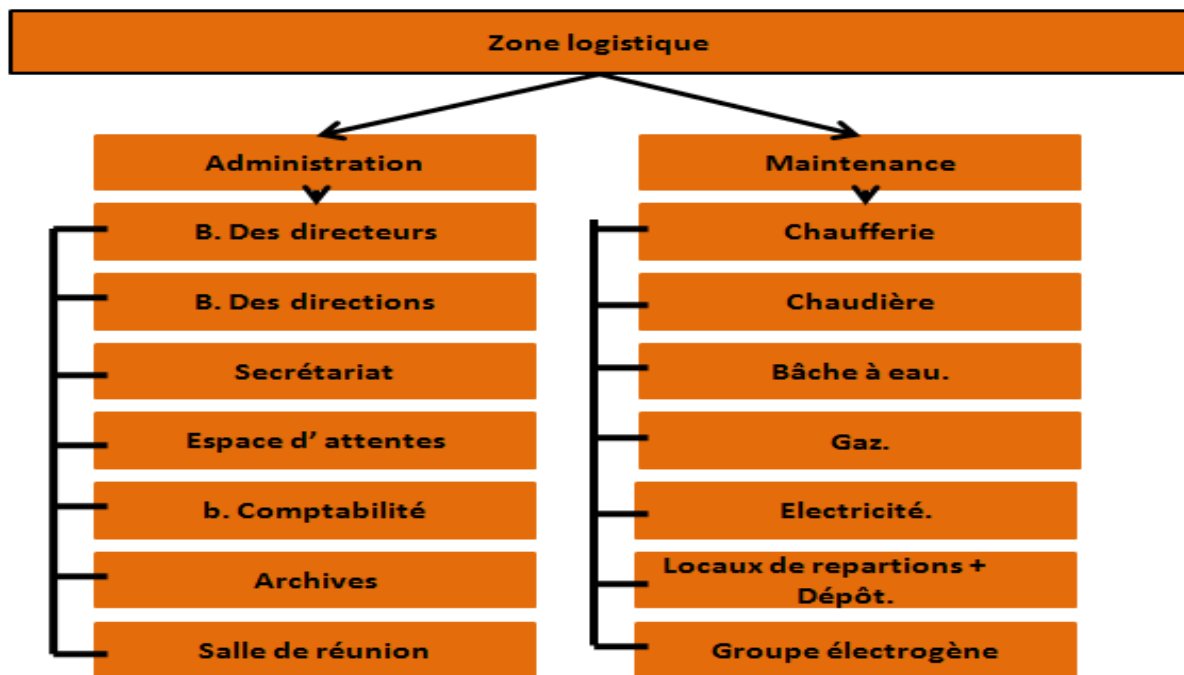 Zone logistique
Administration
B. Des directeurs
B. Des directions
Secrétariat
Espace d’ attentes
b. Comptabilité
Archives
Salle de réunion
Maintenance
Chaufferie
Chaudière
Bâche à eau.
Gaz.
Electricité.
Locaux de repartions +
Dépôt.
Groupe électrogène